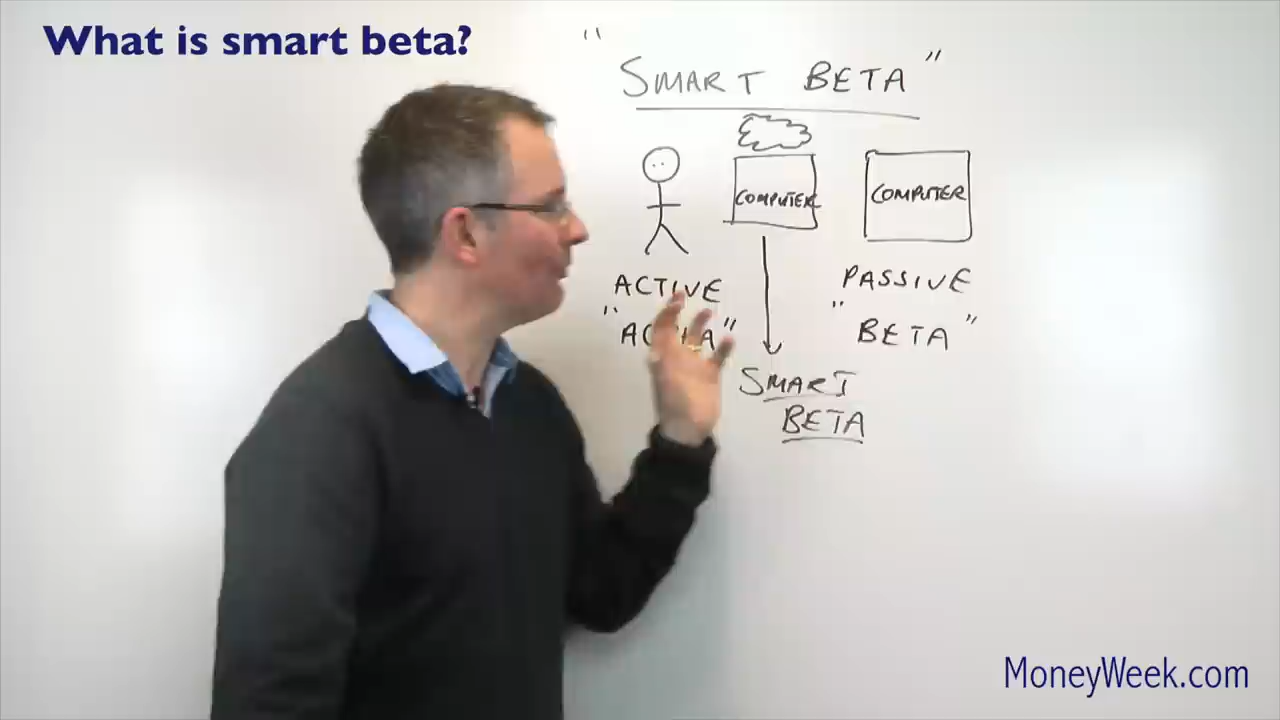 What is smart beta?
" SMART BETA "
COMPUTER
COMPUTER
ACTIVE
PASSIVE
" BETA "
SMART
BETA
MoneyWeek.com